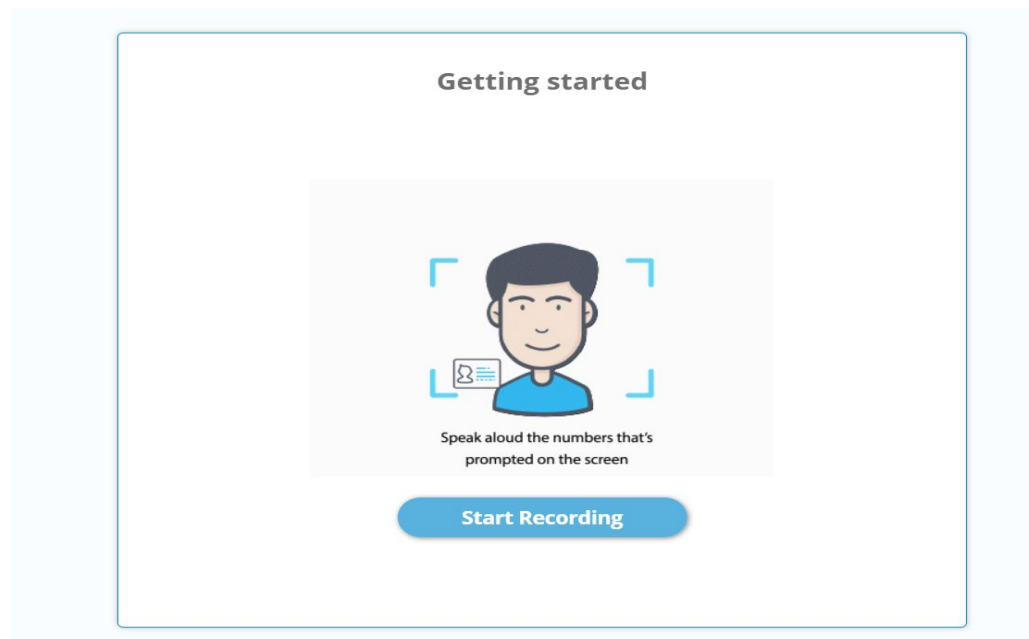 Getting started
Speak aloud the numbers that's
prompted on the screen
Start Recording